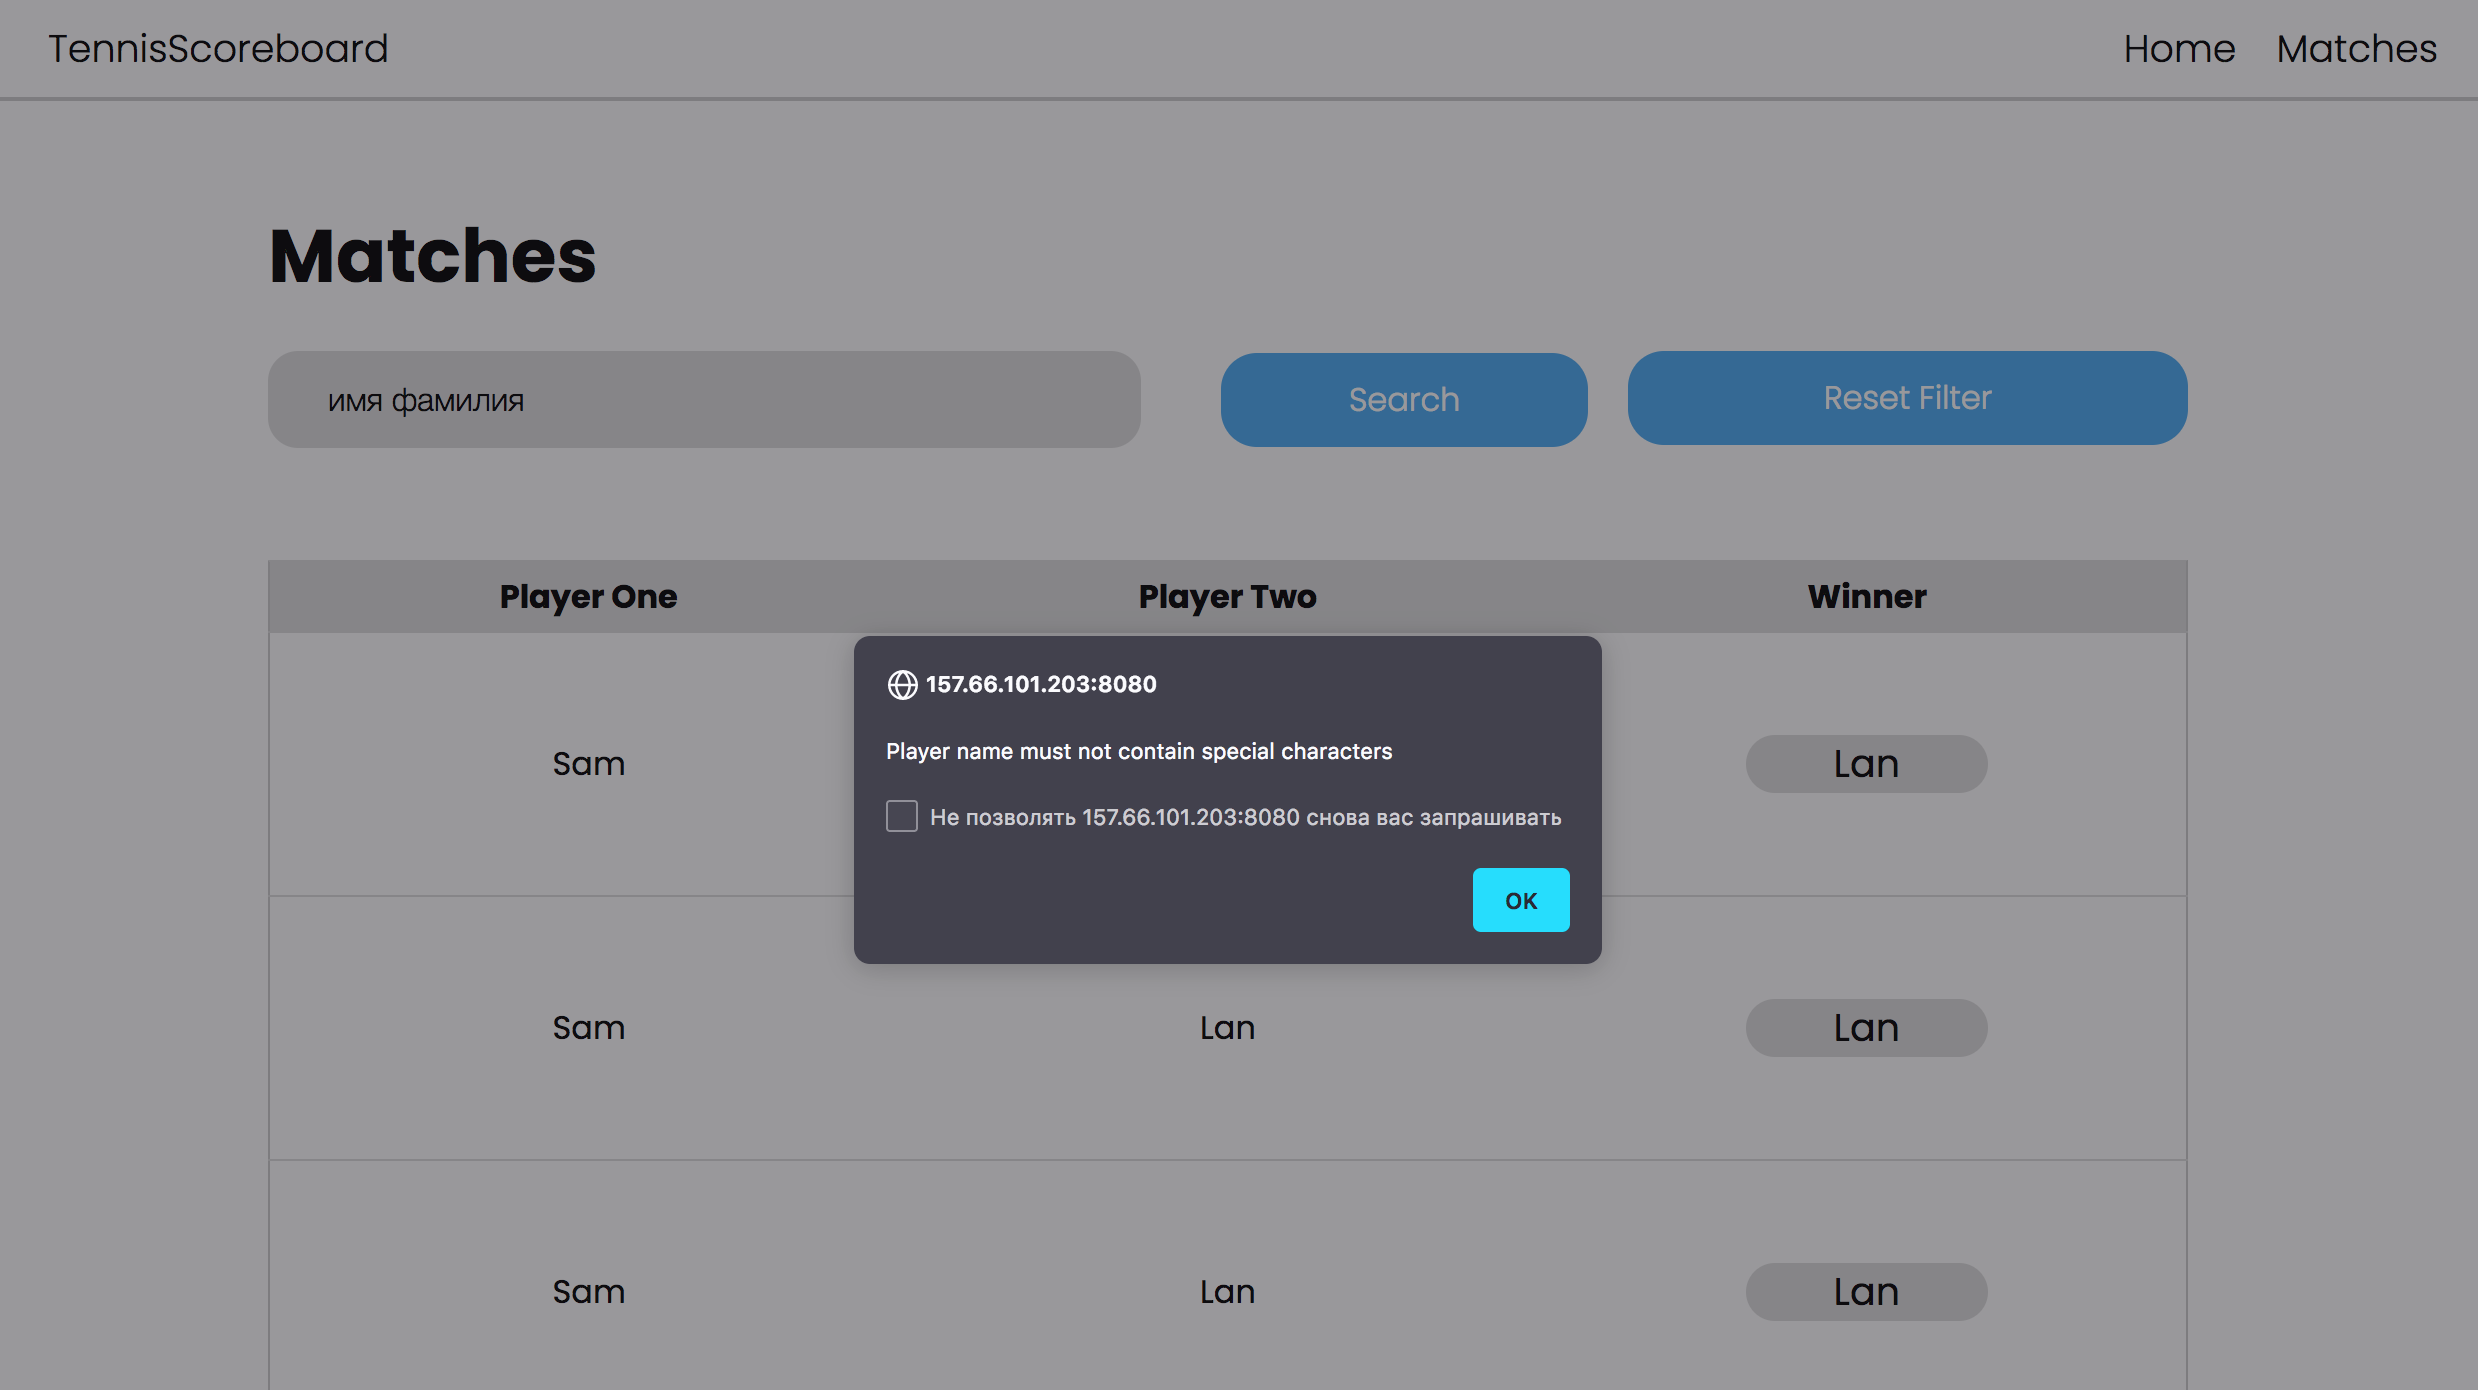 TennisScoreboard
Home Matches
Matches
имя фамилия
Search
Reset Filter
Player One Player Two Winner
157.66.101.203:8080
Player name must not contain special characters
Не позволять 157.66.101.203:8080 снова вас запрашивать
OK
Sam Lan
Sam Lan Lan
Sam Lan Lan